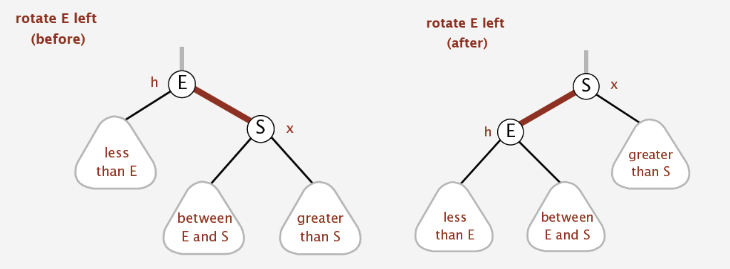 rotate E left
(before)
h
E
S
x
less
than E
between
E and S
greater
than S
rotate E left
(after)
S
x
h
E
greater
than S
less
than E
between
E and S